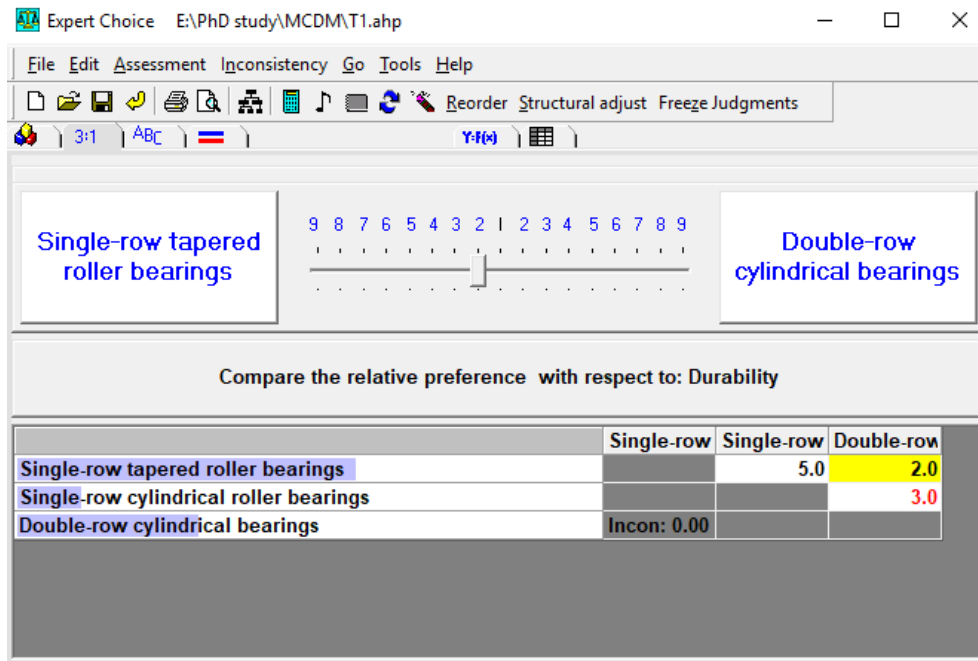 Expert Choice E:\PhD study\MCDM\T1.ahp
File Edit Assessment Inconsistency Go Tools Help
Reorder Structural adjust Freeze Judgments
3:1 ABC Y=F(x)
Single-row tapered
roller bearings
9 8 7 6 5 4 3 2 1 2 3 4 5 6 7 8 9
Double-row
cylindrical bearings
Compare the relative preference with respect to: Durability
Single-row Single-row Double-row
Single-row tapered roller bearings 5.0 2.0
Single-row cylindrical roller bearings 3.0
Double-row cylindrical bearings Incon: 0.00